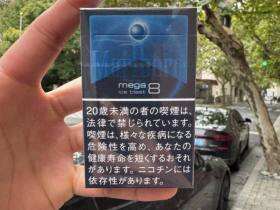 mega 8
ice blast
20歳未満の者の喫煙は、
法律で禁じられています。
喫煙は、様々な疾病になる
危険性を高め、あなたの
健康寿命を短くするおそれ
があります。ニコチンには
依存性があります。